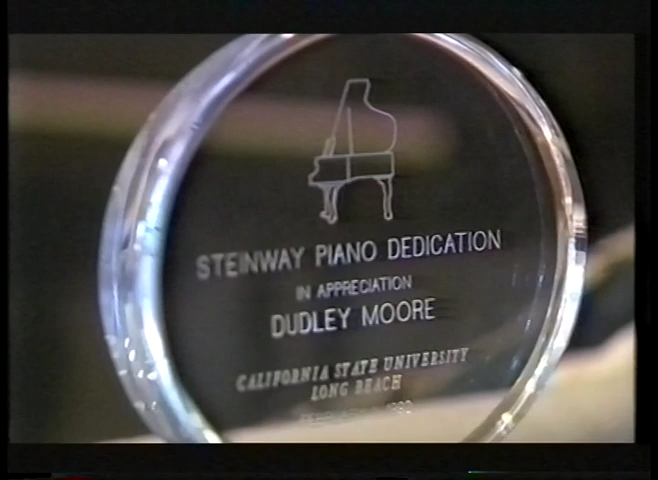 STEINWAY PIANO DEDICATION
IN APPRECIATION
DUDLEY MOORE
CALIFORNIA STATE UNIVERSITY
LONG BEACH